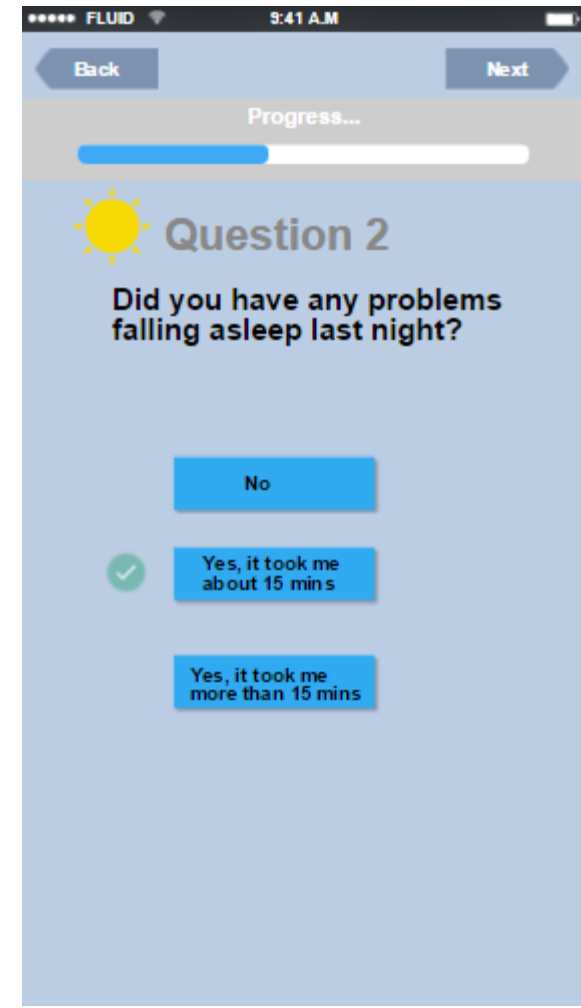 FLUID 9:41 A.M
Back Next
Progress...
Question 2
Did you have any problems
falling asleep last night?
No
Yes, it took me
about 15 mins
Yes, it took me
more than 15 mins